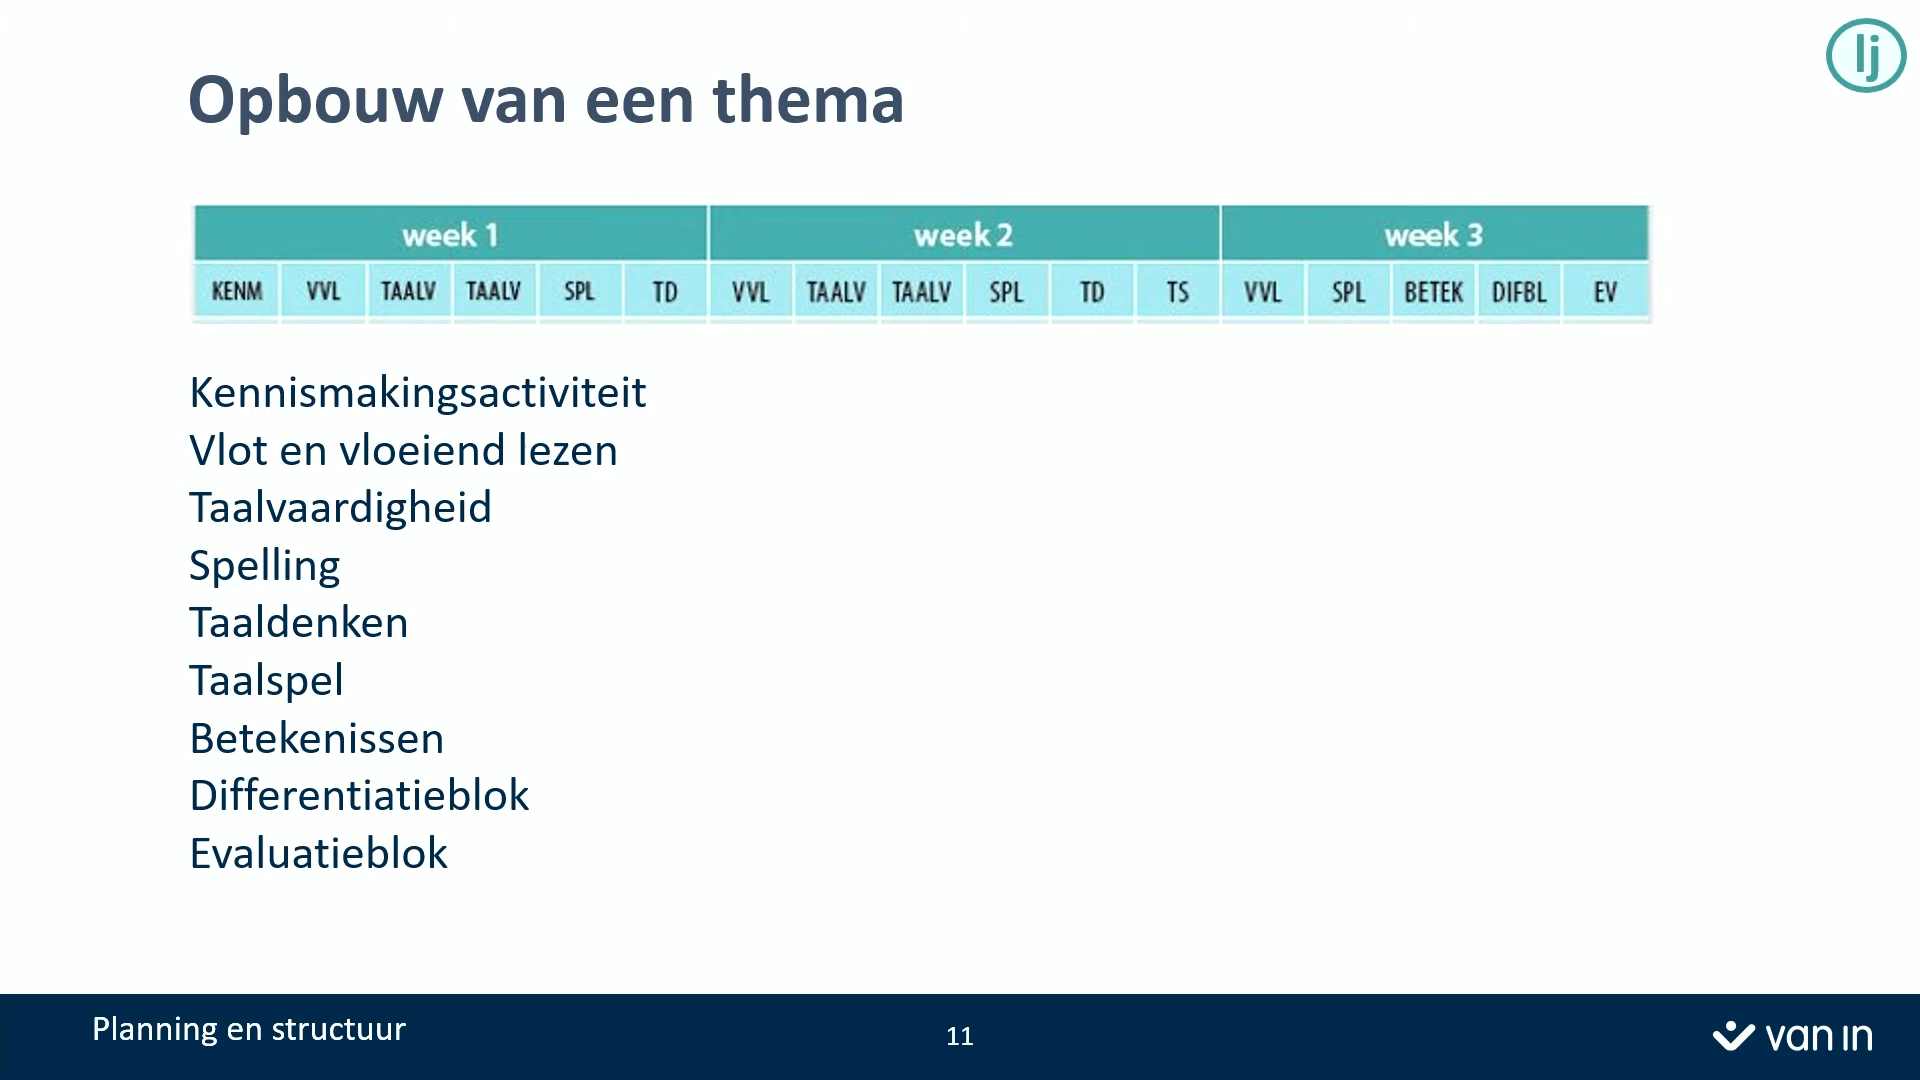 lj
Opbouw van een thema
week 1 week 2 week 3
KENM VVL TAALV TAALV SPL TD VVL TAALV TAALV SPL TD TS VVL SPL BETEK DIFBL EV
Kennismakingsactiviteit
Vlot en vloeiend lezen
Taalvaardigheid
Spelling
Taaldenken
Taalspel
Betekenissen
Differentiatieblok
Evaluatieblok
Planning en structuur
11
van in